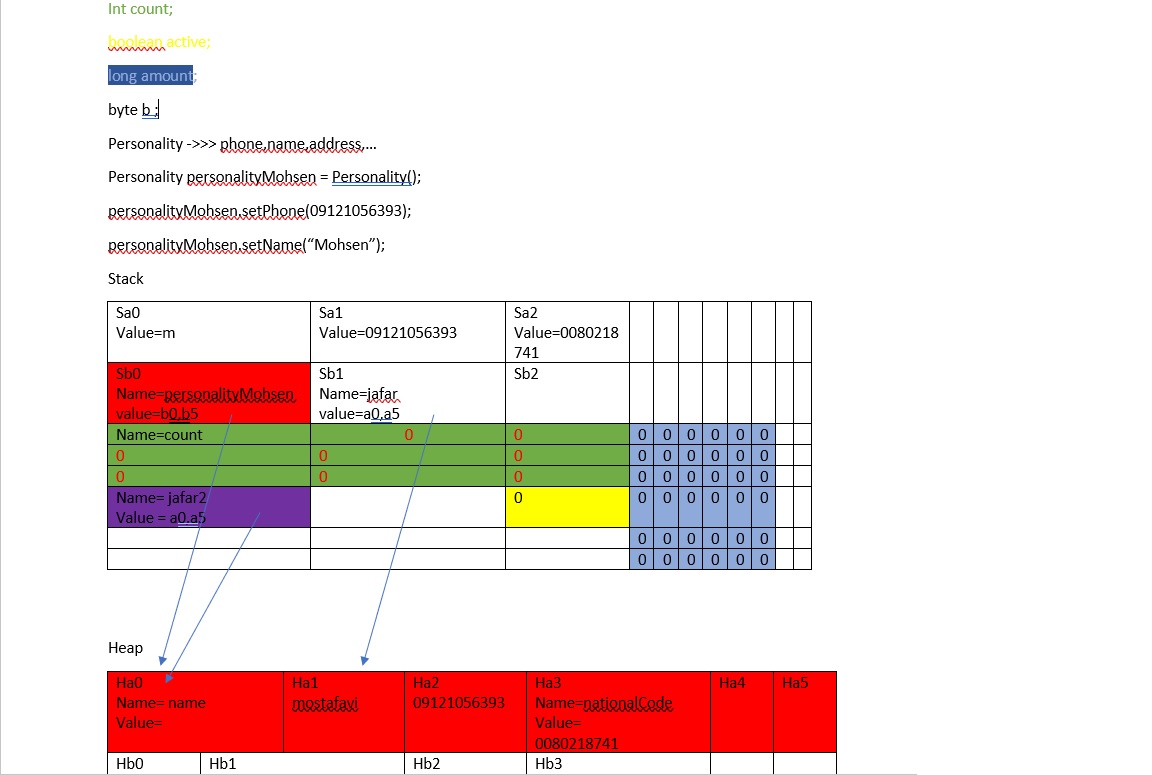 Int count;
boolean active;
long amount;
byte b ;
Personality ->>> phone,name,address,...
Personality personalityMohsen = Personality();
personalityMohsen.setPhone(09121056393);
personalityMohsen.setName(“Mohsen”);
Stack
Sa0 Sa1 Sa2
Value=m Value=09121056393 Value=0080218
741
Sb0 Sb1 Sb2
Name=personalityMohsen Name=jafar
value=b0,b5 value=a0,a5
Name=count 0 0 0 0 0 0 0 0
0 0 0 0 0 0 0 0 0
0 0 0 0 0 0 0 0 0
Name= jafar2 0 0 0 0 0 0 0
Value = a0.a5
0 0 0 0 0 0
0 0 0 0 0 0
Heap
Ha0 Ha1 Ha2 Ha3 Ha4 Ha5
Name= name mostafavi 09121056393 Name=nationalCode
Value= Value=
0080218741
Hb0 Hb1 Hb2 Hb3